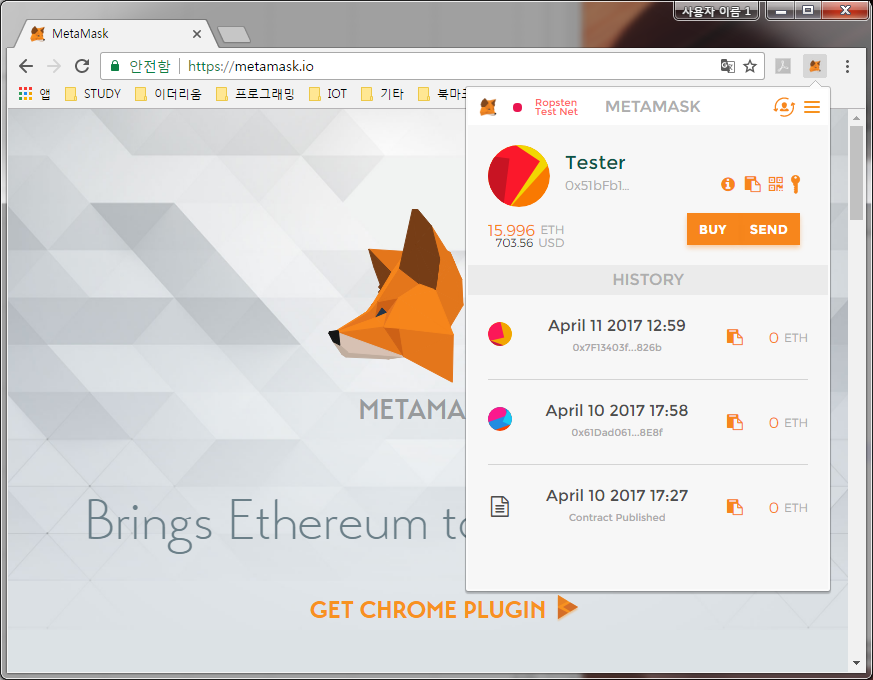 사용자 이름 1
MetaMask
안전함 https://metamask.io
앱 STUDY 이더리움 프로그래밍 IOT 기타 북마크
Ropsten
Test Net
METAMASK
Tester
0x51bFb1...
15.996 ETH
703.56 USD
BUY SEND
HISTORY
April 11 2017 12:59
0x7F13403f...826b
0 ETH
April 10 2017 17:58
0x61Dad061...8E8f
0 ETH
April 10 2017 17:27
Contract Published
0 ETH
METAMA
Brings Ethereum to
GET CHROME PLUGIN